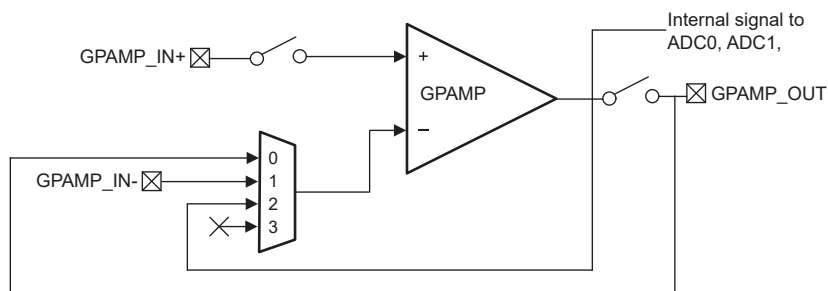 Internal signal to
ADC0, ADC1,
GPAMP_IN+
+
GPAMP
GPAMP_OUT
−
0
GPAMP_IN-
1
2
3